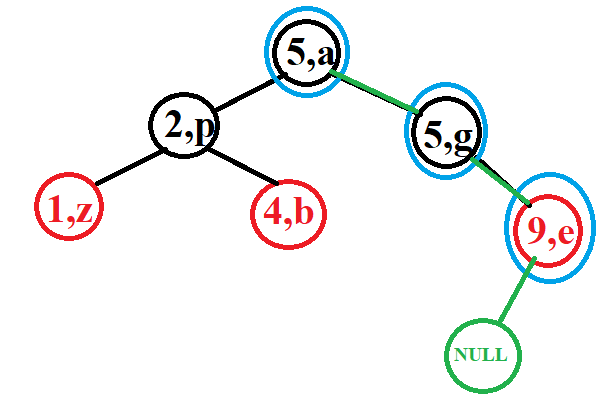 5,a
2,p
5,g
1,z
4,b
9,e
NULL